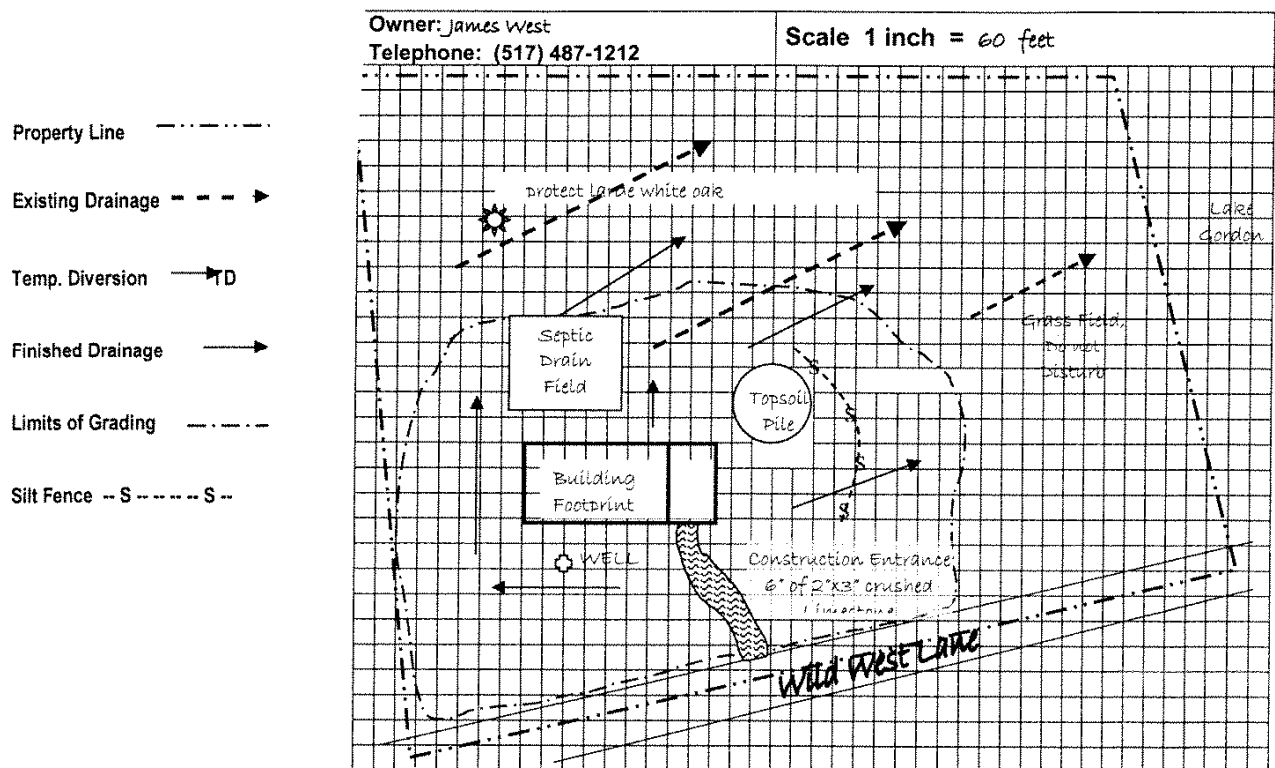 Owner: James West
Telephone: (517) 487-1212
Scale 1 inch = 60 feet
Property Line
Existing Drainage
Temp. Diversion TD
Finished Drainage
Limits of Grading
Silt Fence -- S ------ S --
protect large white oak
Lake
Gordon
Grass Field,
Do not
Disturb
Septic
Drain
Field
Topsoil
Pile
S
S
S
S
Building
Footprint
WELL
Construction Entrance
6" of 2"x3" crushed
Limestone
Wild West Lane